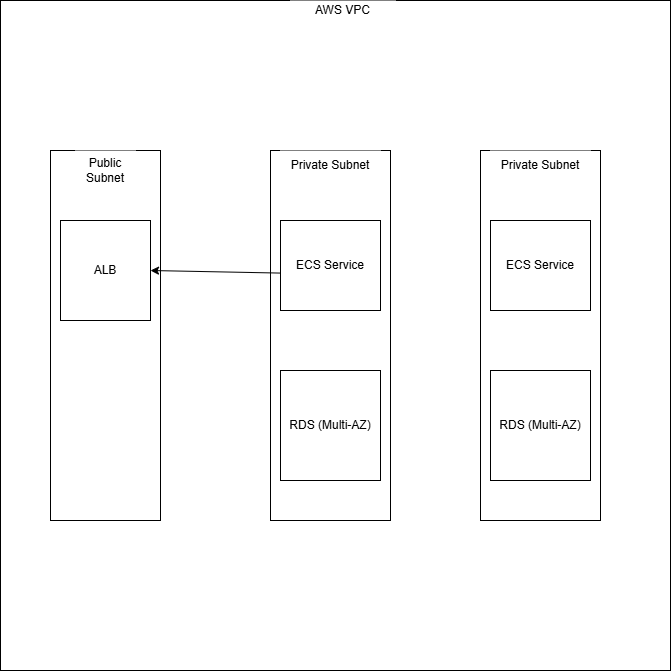 AWS VPC
Public
Subnet
Private Subnet
Private Subnet
ALB
ECS Service
ECS Service
RDS (Multi-AZ)
RDS (Multi-AZ)